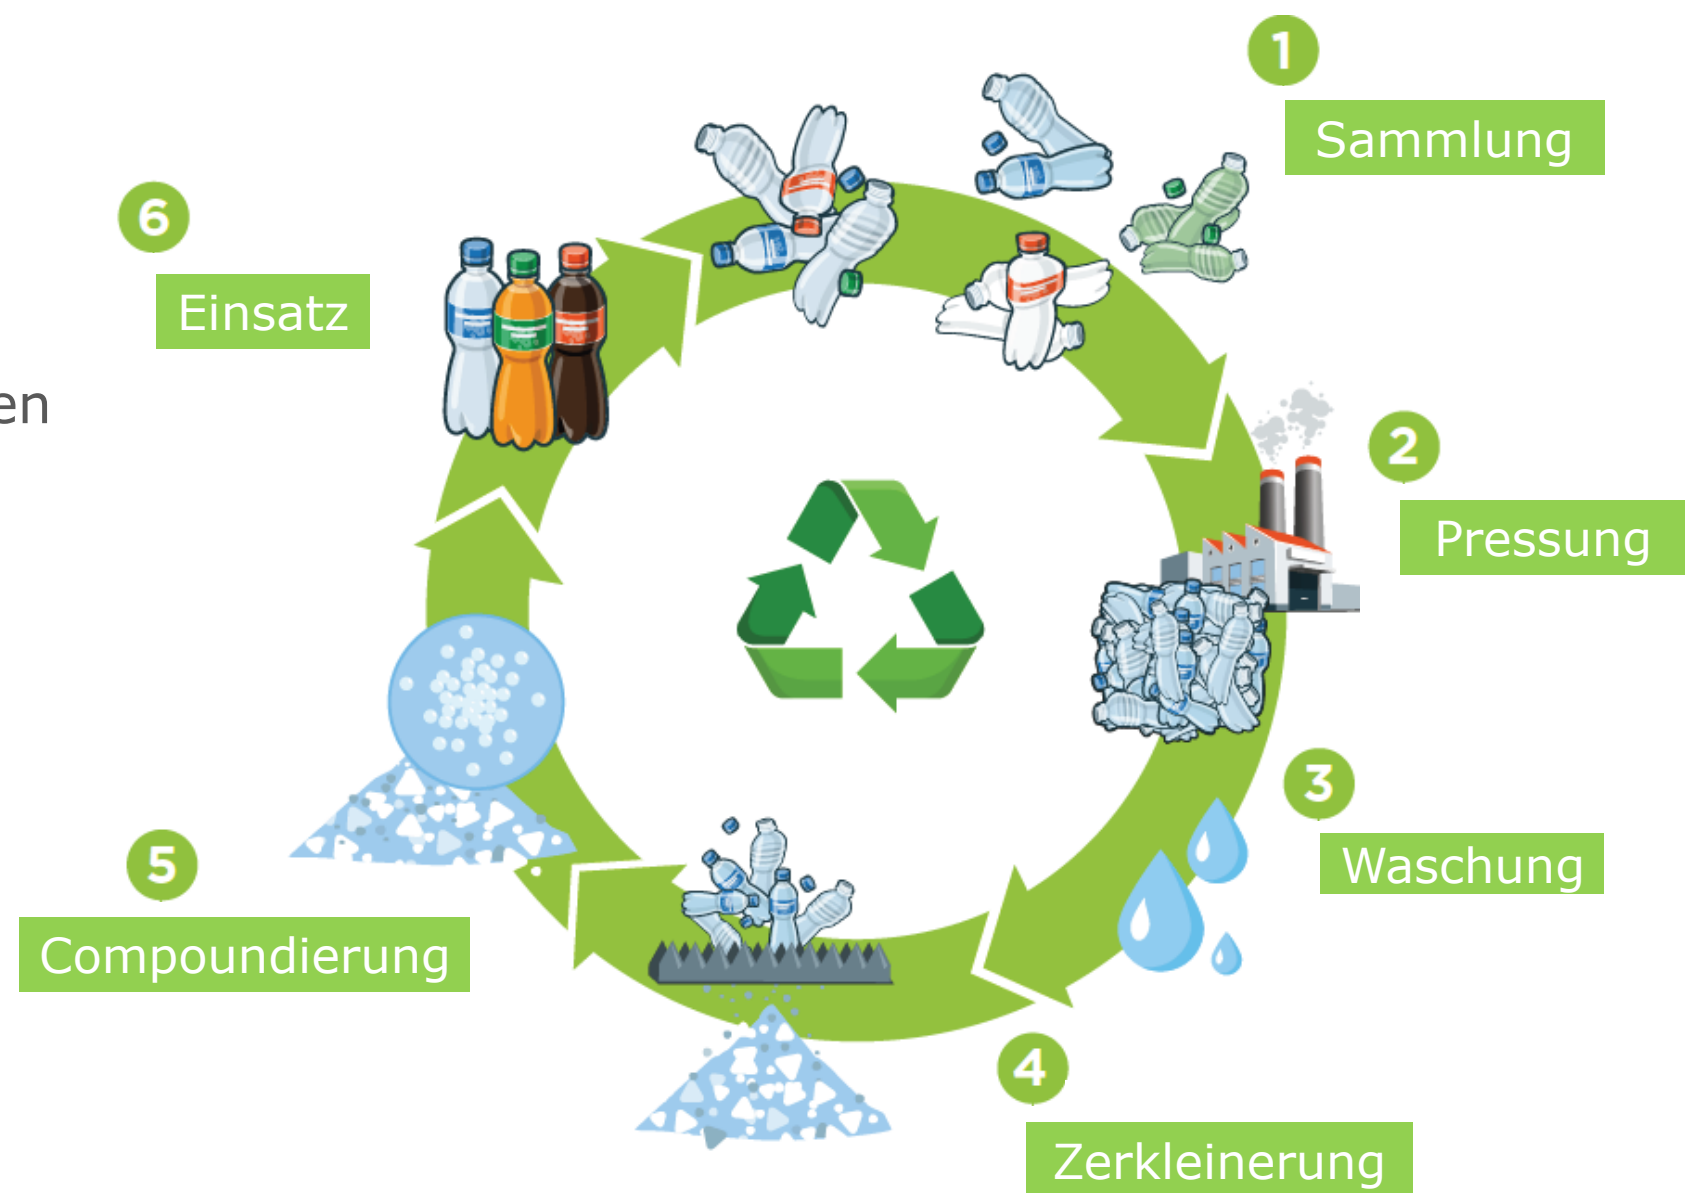 1
Sammlung
6
Einsatz
en
2
Pressung
3
Waschung
5
Compoundierung
4
Zerkleinerung